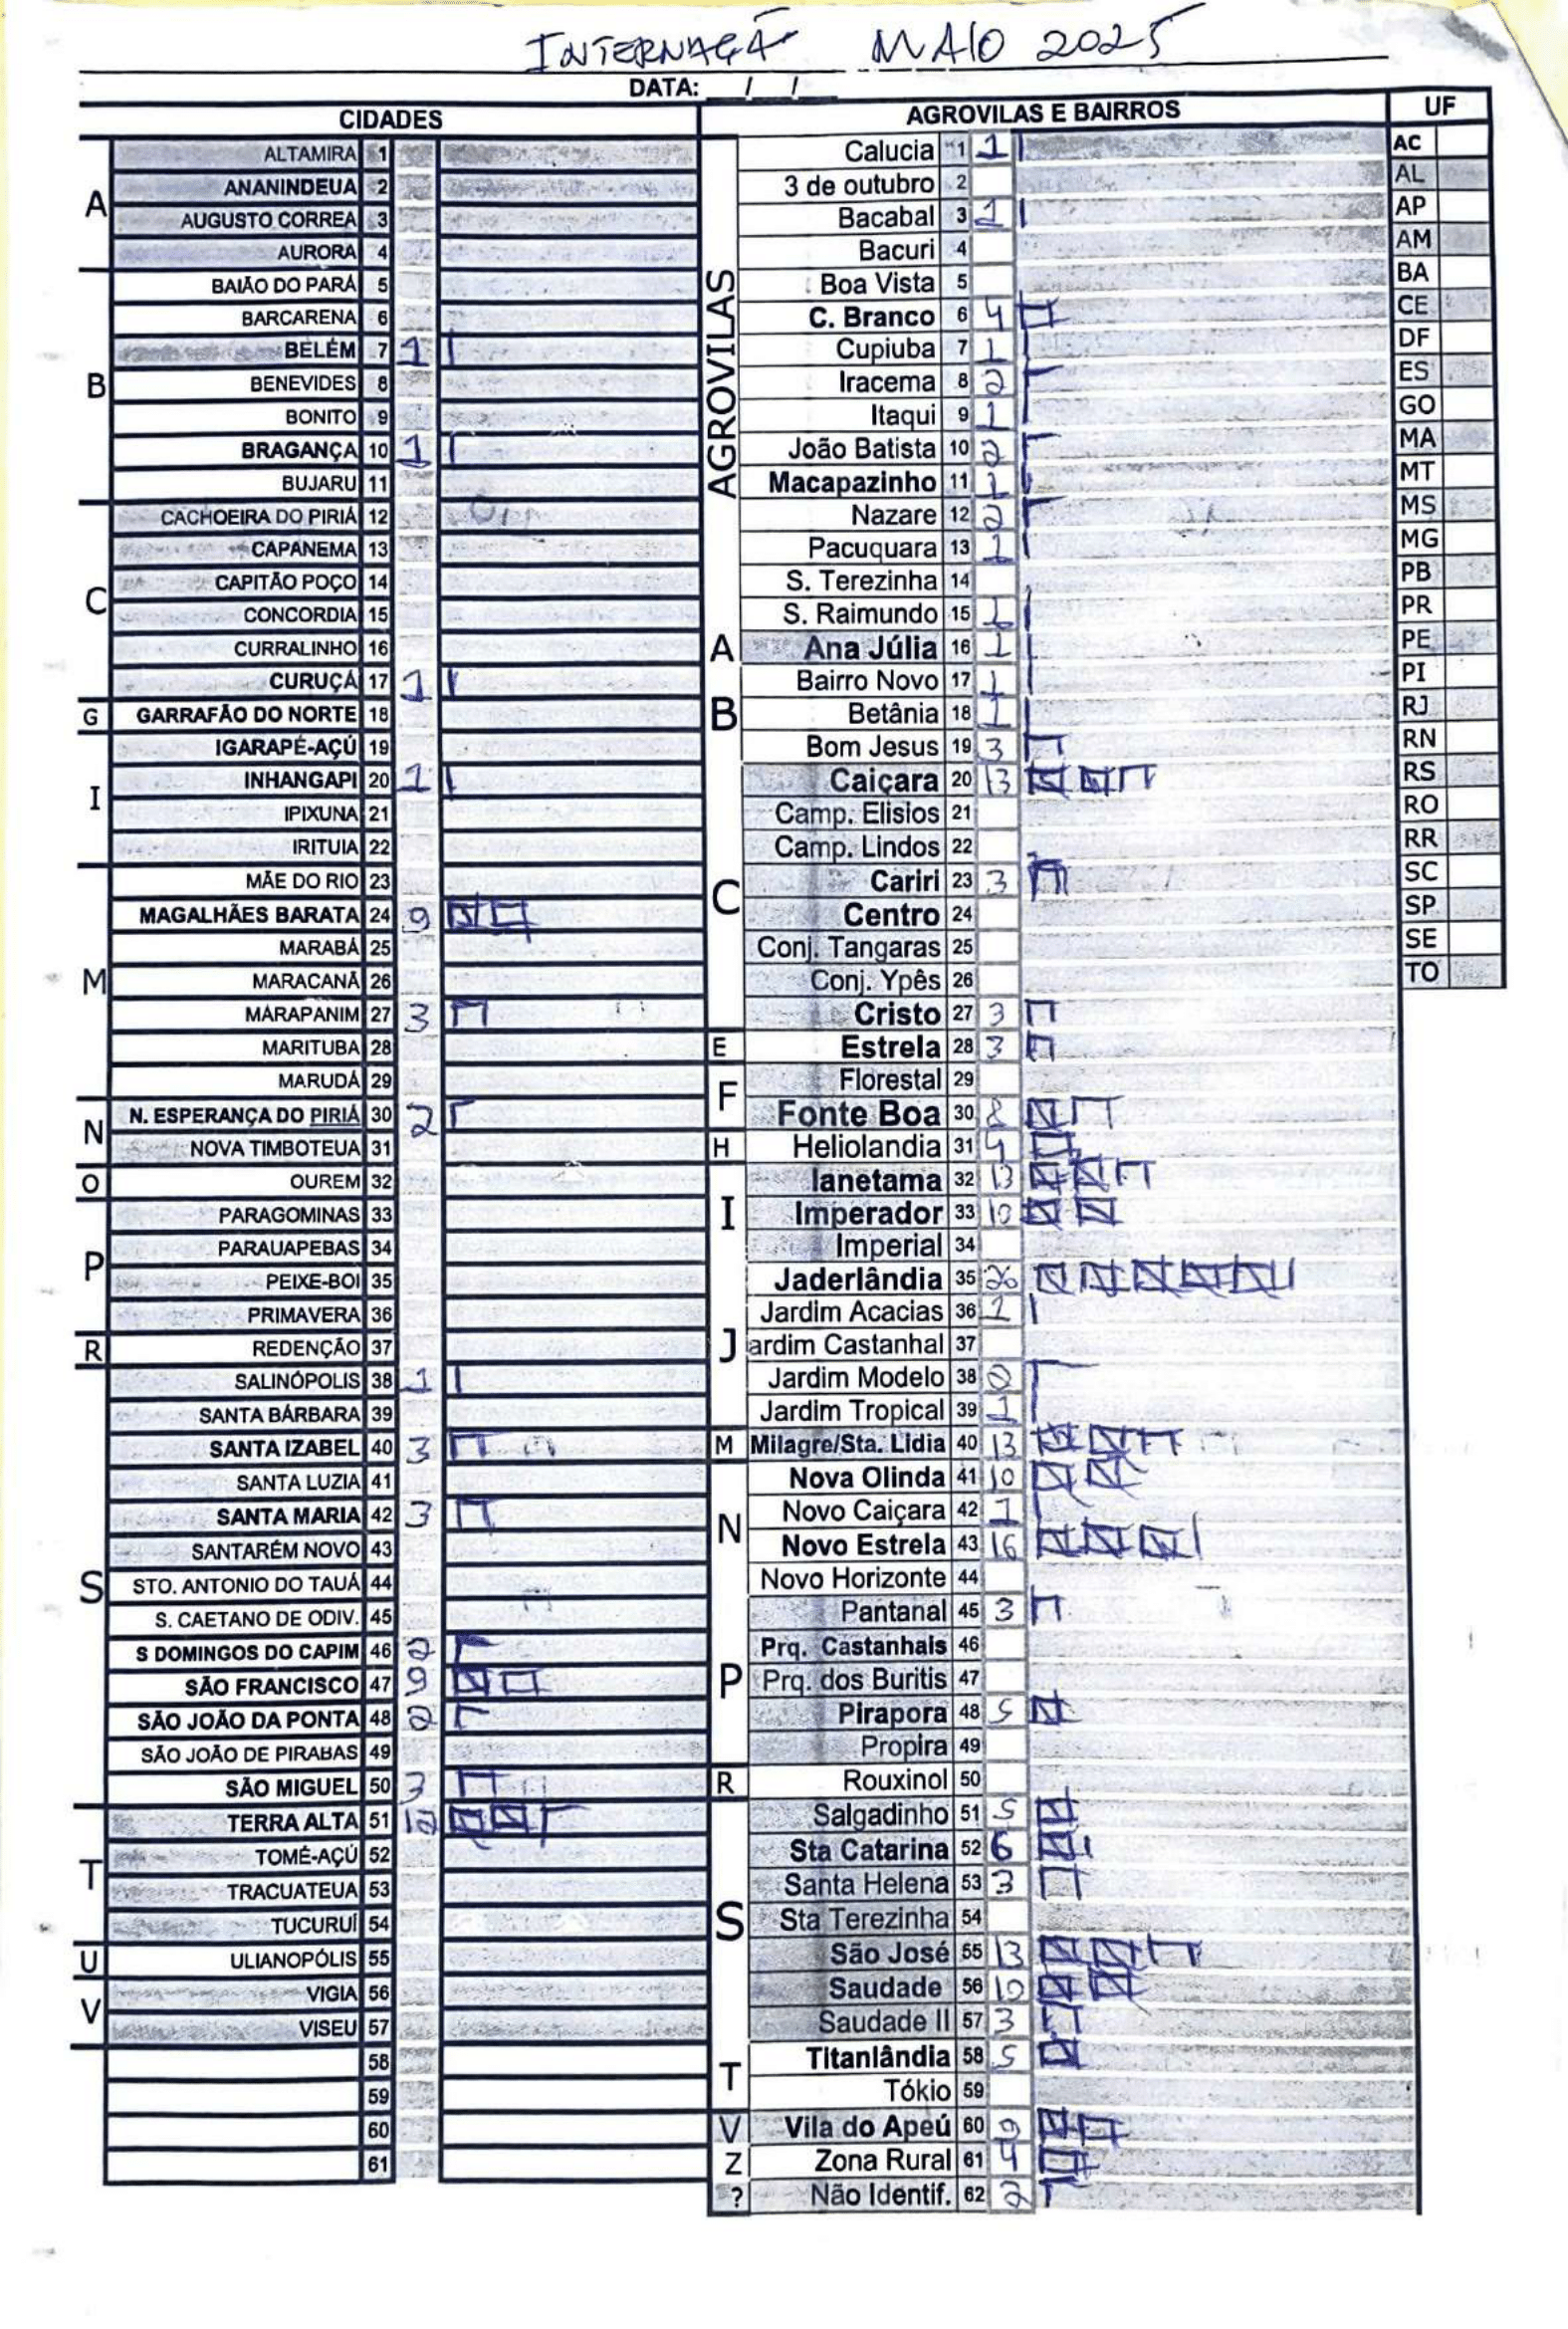 INTERNAÇÃ MAIO 2025
DATA: / /
CIDADES
A
ALTAMIRA 1
ANANINDEUA 2
AUGUSTO CORREA 3
AURORA 4
B
BAIÃO DO PARÁ 5
BARCARENA 6
BELÉM 7 1
BENEVIDES 8
BONITO 9
BRAGANÇA 10 1
BUJARU 11
C
CACHOEIRA DO PIRIÁ 12
CAPANEMA 13
CAPITÃO POÇO 14
CONCORDIA 15
CURRALINHO 16
CURUÇÁ 17 1
G
GARRAFÃO DO NORTE 18
I
IGARAPÉ-AÇÚ 19
INHANGAPI 20 1
IPIXUNA 21
IRITUIA 22
M
MÃE DO RIO 23
MAGALHÃES BARATA 24 9
MARABÁ 25
MARACANÃ 26
MARAPANIM 27 3
MARITUBA 28
MARUDÁ 29
N
N. ESPERANÇA DO PIRIÁ 30 2
NOVA TIMBOTEUA 31
O
OUREM 32
P
PARAGOMINAS 33
PARAUAPEBAS 34
PEIXE-BOI 35
PRIMAVERA 36
R
REDENÇÃO 37
S
SALINÓPOLIS 38 1
SANTA BÁRBARA 39
SANTA IZABEL 40 3
SANTA LUZIA 41
SANTA MARIA 42 3
SANTARÉM NOVO 43
STO. ANTONIO DO TAUÁ 44
S. CAETANO DE ODIV. 45
S DOMINGOS DO CAPIM 46 2
SÃO FRANCISCO 47 9
SÃO JOÃO DA PONTA 48 2
SÃO JOÃO DE PIRABAS 49
SÃO MIGUEL 50 3
T
TERRA ALTA 51 12
TOMÉ-AÇÚ 52
TRACUATEUA 53
TUCURUÍ 54
U
ULIANOPÓLIS 55
V
VIGIA 56
VISEU 57
58
59
60
61
AGROVILAS E BAIRROS
AGROVILAS
Calucia 1 1
3 de outubro 2
Bacabal 3 1
Bacuri 4
Boa Vista 5
C. Branco 6 4
Cupiuba 7 1
Iracema 8 2
Itaqui 9 1
João Batista 10 2
Macapazinho 11 1
Nazare 12 2
Pacuquara 13 1
S. Terezinha 14
S. Raimundo 15 1
A
Ana Júlia 16 1
B
Bairro Novo 17 1
Betânia 18 1
Bom Jesus 19 3
C
Caiçara 20 13
Camp. Elisios 21
Camp. Lindos 22
Cariri 23 3
Centro 24
Conj. Tangaras 25
Conj. Ypês 26
Cristo 27 3
E
Estrela 28 3
F
Florestal 29
Fonte Boa 30 8
H
Heliolandia 31 4
I
Ianetama 32 13
Imperador 33 10
Imperial 34
J
Jaderlândia 35 26
Jardim Acacias 36 1
ardim Castanhal 37
Jardim Modelo 38
Jardim Tropical 39 1
M
Milagre/Sta. Lidia 40 13
N
Nova Olinda 41 10
Novo Caiçara 42 1
Novo Estrela 43 16
Novo Horizonte 44
P
Pantanal 45 3
Prq. Castanhais 46
Prq. dos Buritis 47
Pirapora 48 5
Propira 49
R
Rouxinol 50
S
Salgadinho 51 5
Sta Catarina 52 6
Santa Helena 53 3
Sta Terezinha 54
São José 55 13
Saudade 56 10
Saudade II 57 3
T
Titanlândia 58 5
Tókio 59
V
Vila do Apeú 60 9
Z
Zona Rural 61 4
?
Não Identif. 62 2
UF
AC
AL
AP
AM
BA
CE
DF
ES
GO
MA
MT
MS
MG
PB
PR
PE
PI
RJ
RN
RS
RO
RR
SC
SP
SE
TO